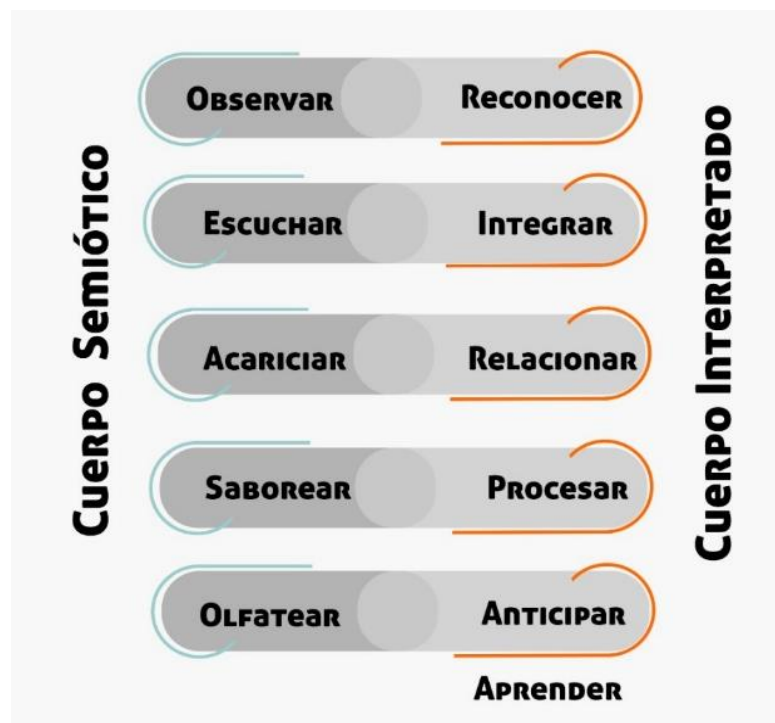 Cuerpo Semiótico
Observar Reconocer
Escuchar Integrar
Acariciar Relacionar
Saborear Procesar
Olfatear Anticipar
Aprender
Cuerpo Interpretado